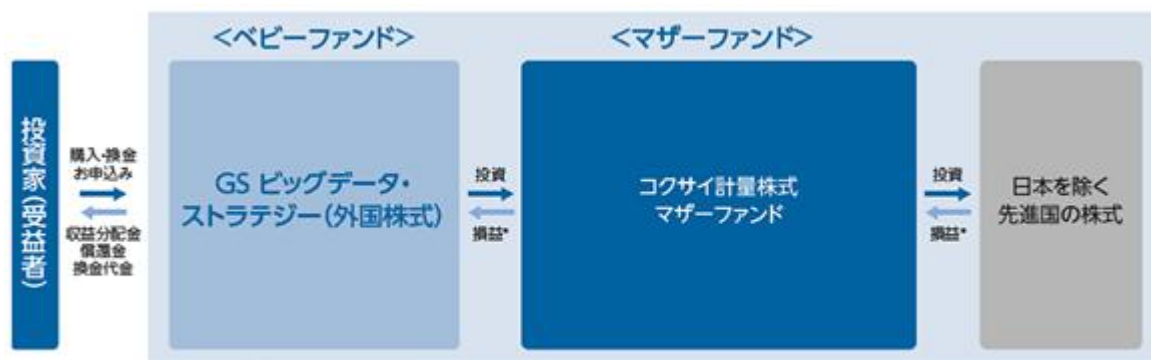 <ベビーファンド>
<マザーファンド>
投資家(受益者)
購入・換金
お申込み
収益分配金
償還金
換金代金
GS ビッグデータ・
ストラテジー(外国株式)
投資
損益*
コクサイ計量株式
マザーファンド
投資
損益*
日本を除く
先進国の株式